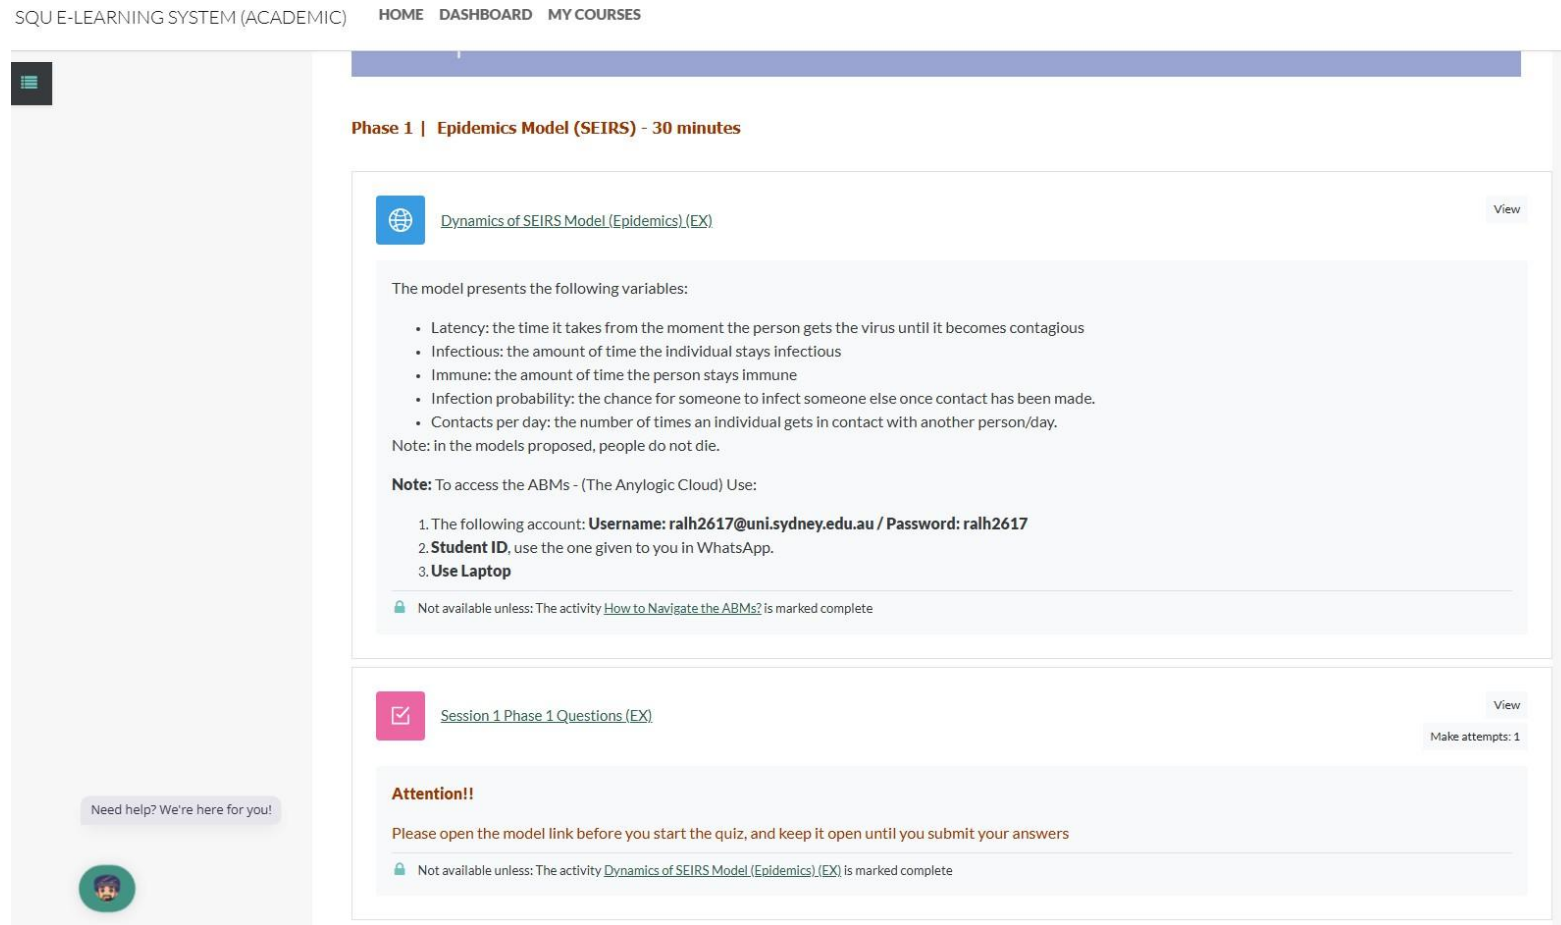 SQU E-LEARNING SYSTEM (ACADEMIC) HOME DASHBOARD MY COURSES
Phase 1 | Epidemics Model (SEIRS) - 30 minutes
Dynamics of SEIRS Model (Epidemics) (EX)
View
The model presents the following variables:
• Latency: the time it takes from the moment the person gets the virus until it becomes contagious
• Infectious: the amount of time the individual stays infectious
• Immune: the amount of time the person stays immune
• Infection probability: the chance for someone to infect someone else once contact has been made.
• Contacts per day: the number of times an individual gets in contact with another person/day.
Note: in the models proposed, people do not die.
Note: To access the ABMs - (The Anylogic Cloud) Use:
1. The following account: Username: ralh2617@uni.sydney.edu.au / Password: ralh2617
2. Student ID, use the one given to you in WhatsApp.
3. Use Laptop
Not available unless: The activity How to Navigate the ABMs? is marked complete
Session 1 Phase 1 Questions (EX)
View
Make attempts: 1
Attention!!
Please open the model link before you start the quiz, and keep it open until you submit your answers
Not available unless: The activity Dynamics of SEIRS Model (Epidemics) (EX) is marked complete
Need help? We're here for you!